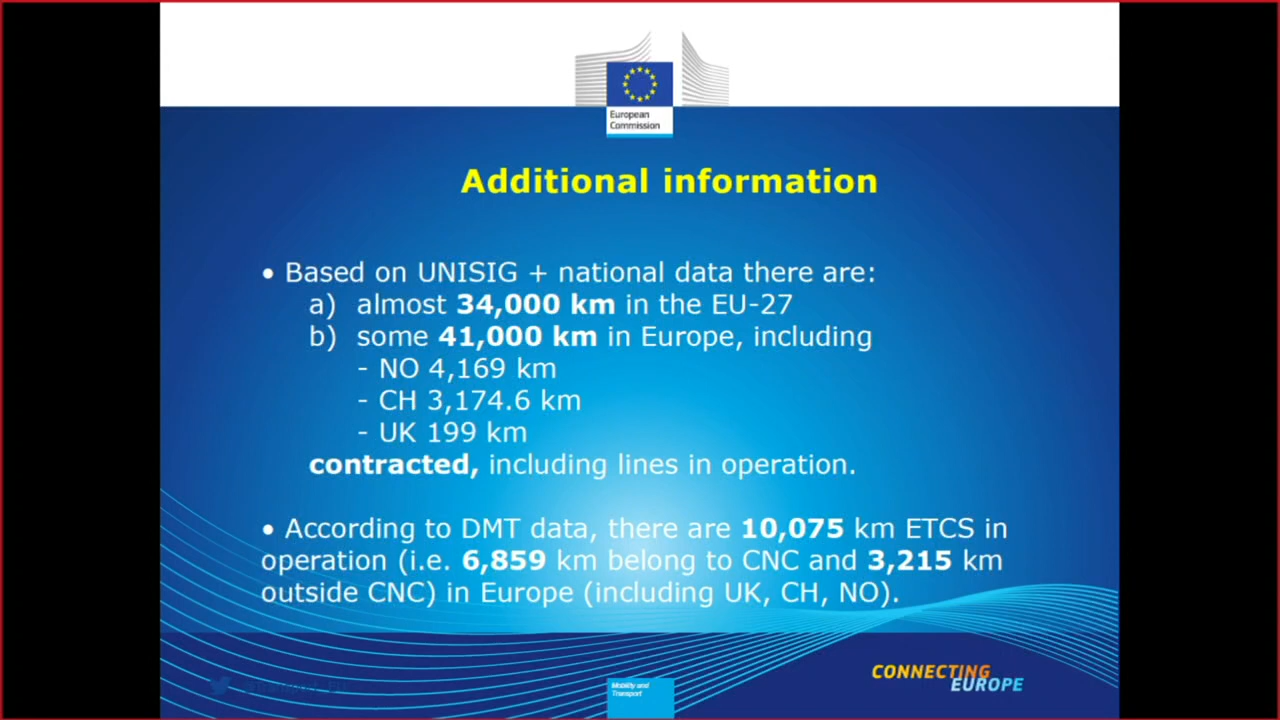 European
Commission
Additional information
• Based on UNISIG + national data there are:
a) almost 34,000 km in the EU-27
b) some 41,000 km in Europe, including
- NO 4,169 km
- CH 3,174.6 km
- UK 199 km
contracted, including lines in operation.
• According to DMT data, there are 10,075 km ETCS in
operation (i.e. 6,859 km belong to CNC and 3,215 km
outside CNC) in Europe (including UK, CH, NO).
CONNECTING
EUROPE
Mobility and
Transport